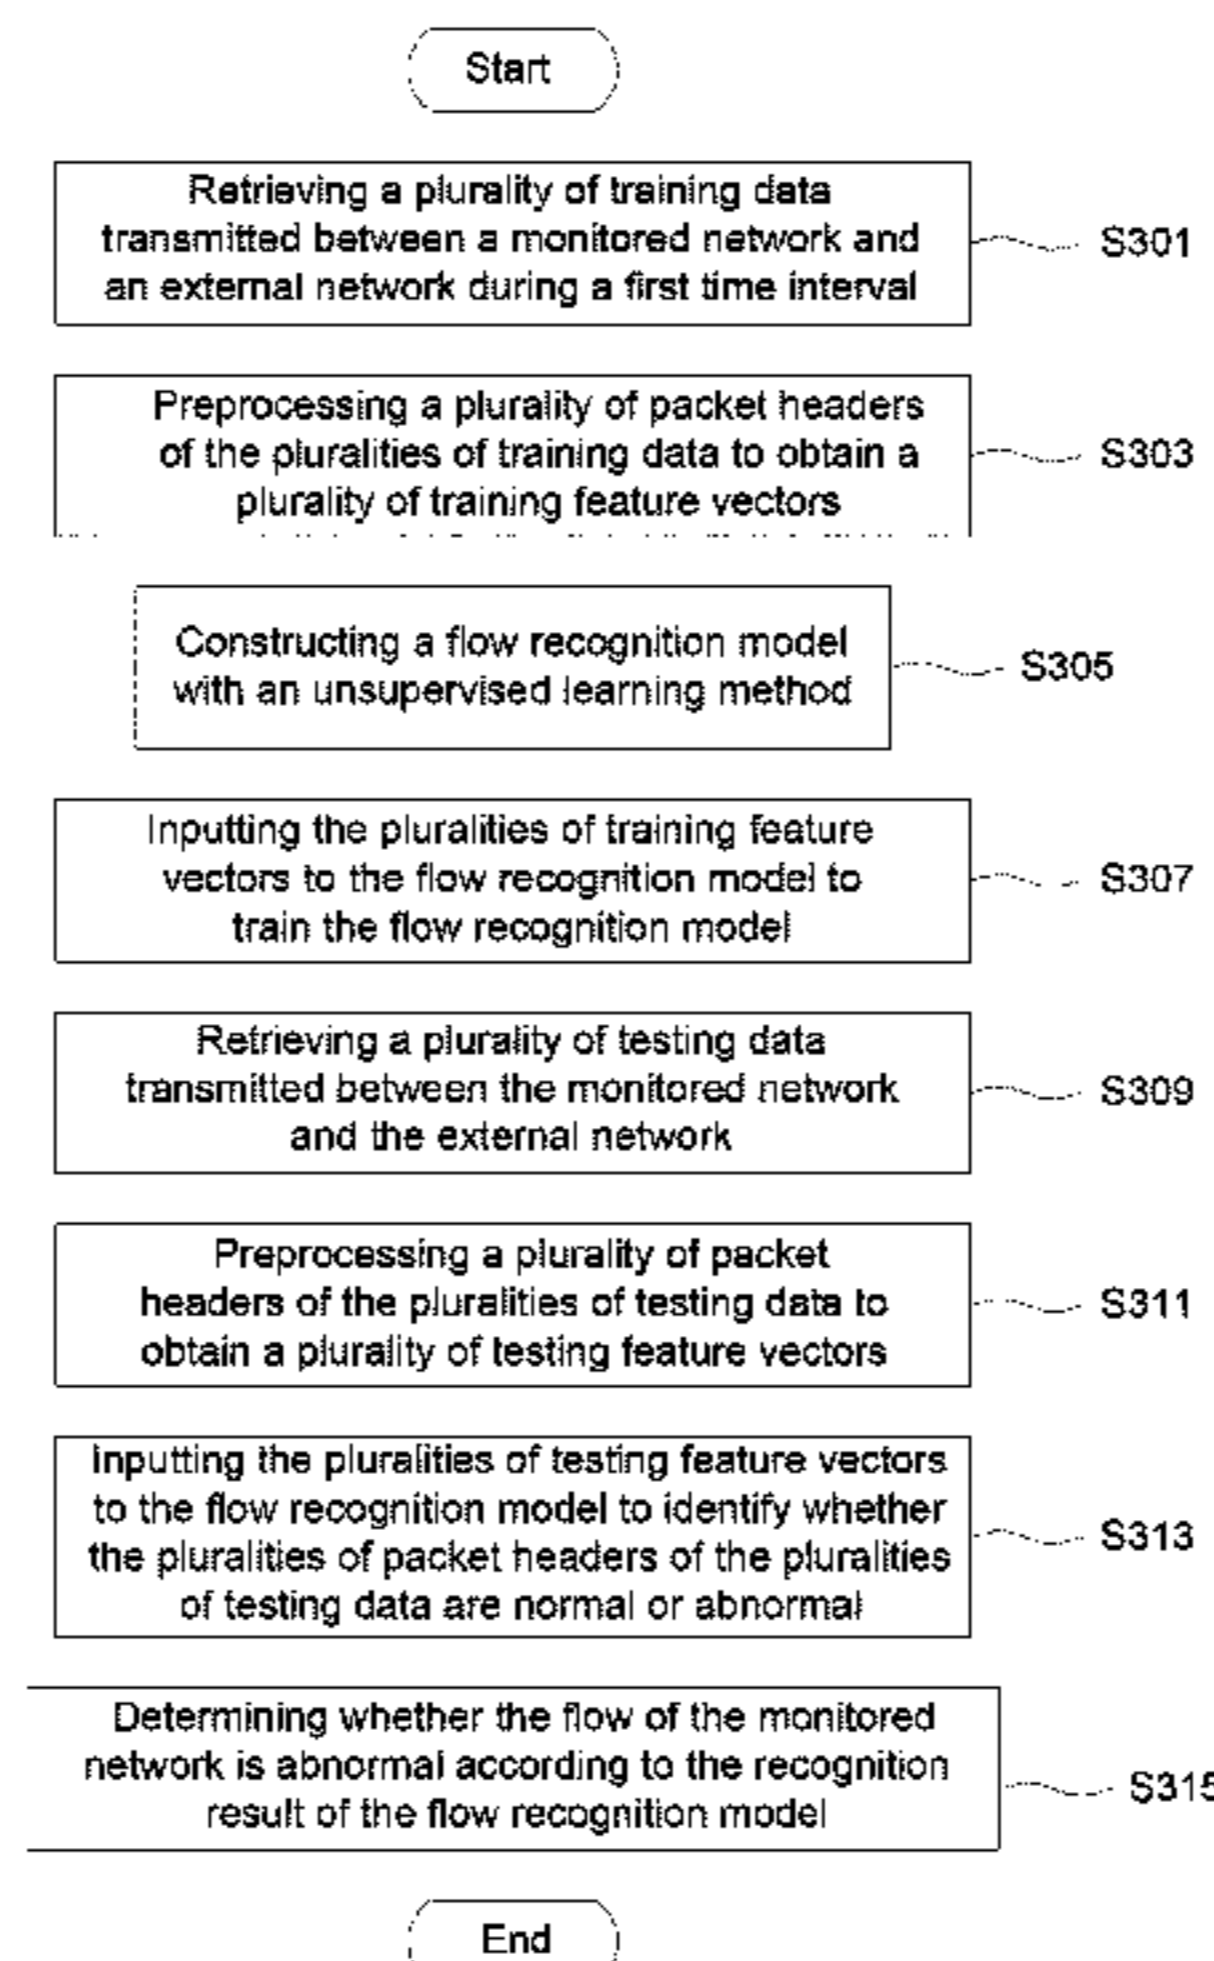 Start
Retrieving a plurality of training data
transmitted between a monitored network and
an external network during a first time interval
S301
Preprocessing a plurality of packet headers
of the pluralities of training data to obtain a
plurality of training feature vectors
S303
Constructing a flow recognition model
with an unsupervised learning method
S305
Inputting the pluralities of training feature
vectors to the flow recognition model to
train the flow recognition model
S307
Retrieving a plurality of testing data
transmitted between the monitored network
and the external network
S309
Preprocessing a plurality of packet
headers of the pluralities of testing data to
obtain a plurality of testing feature vectors
S311
Inputting the pluralities of testing feature vectors
to the flow recognition model to identify whether
the pluralities of packet headers of the pluralities
of testing data are normal or abnormal
S313
Determining whether the flow of the monitored
network is abnormal according to the recognition
result of the flow recognition model
S315
End